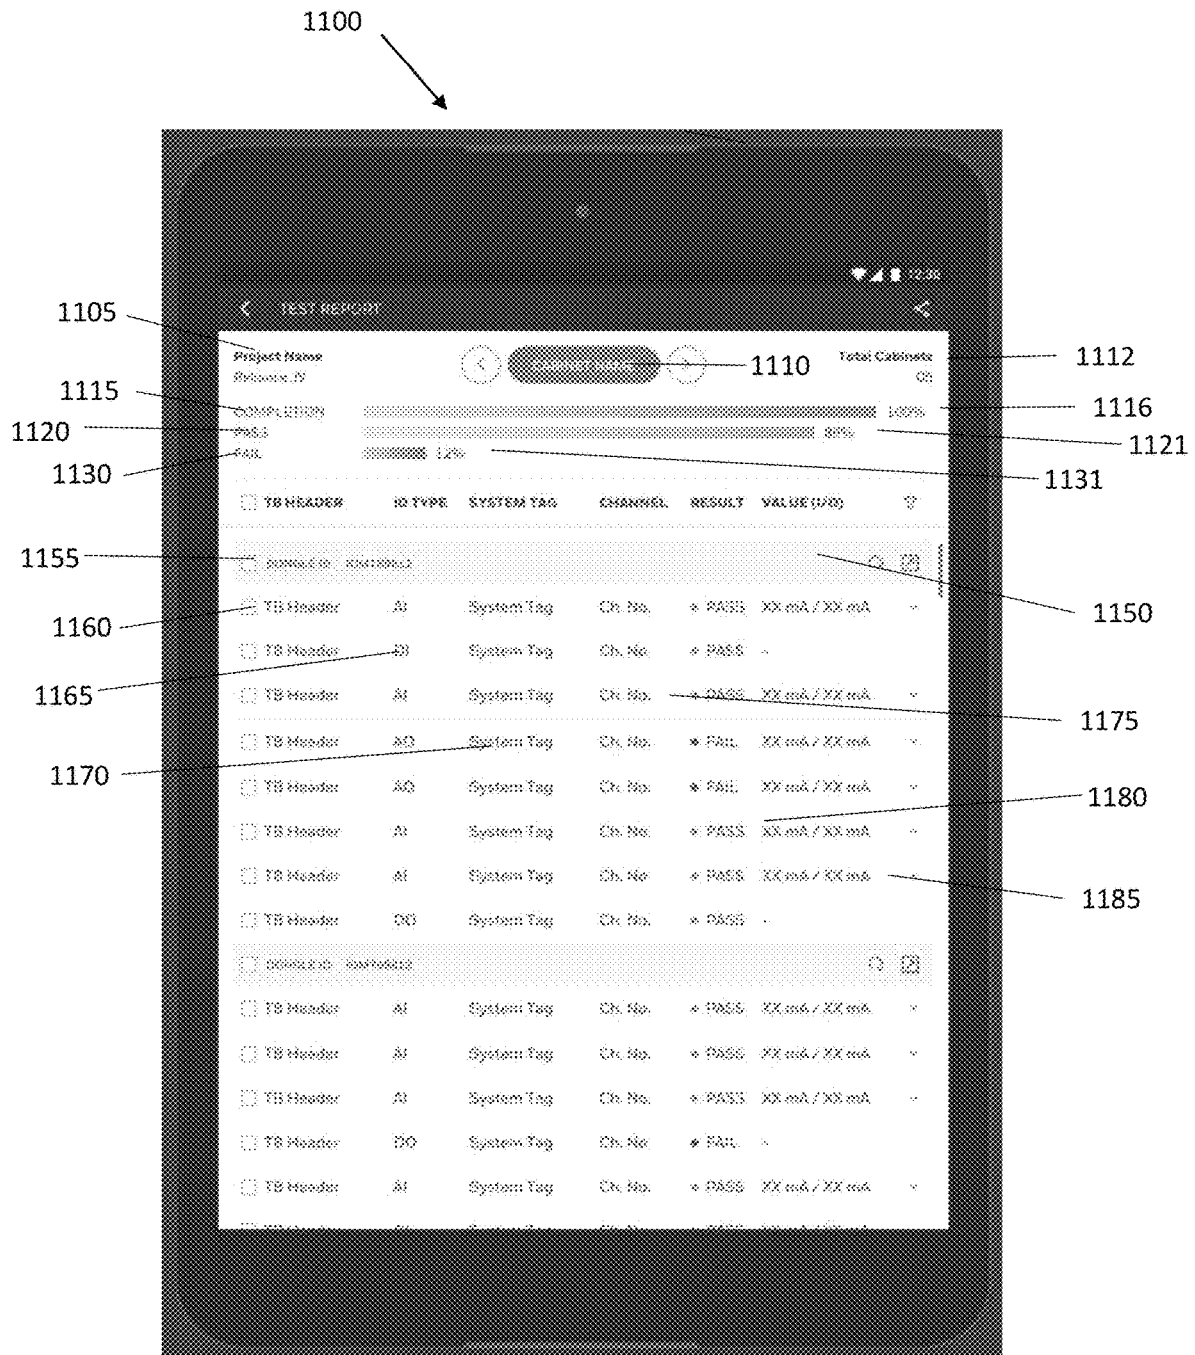 1100
12:30
TEST REPORT
1105
Project Name
Reliance JV
1110
Total Cabinets
05
1112
1115
COMPLETION 100%
1116
1120
PASS 88%
1121
1130
FAIL 12%
1131
TB HEADER IO TYPE SYSTEM TAG CHANNEL RESULT VALUE (I/O)
1155
DONGLE ID
1150
1160
TB Header AI System Tag Ch. No. PASS XX mA / XX mA
TB Header DI System Tag Ch. No. PASS -
1165
TB Header AI System Tag Ch. No. PASS XX mA / XX mA
1175
TB Header AO System Tag Ch. No. FAIL XX mA / XX mA
1170
TB Header AO System Tag Ch. No. FAIL XX mA / XX mA
1180
TB Header AI System Tag Ch. No. PASS XX mA / XX mA
TB Header AI System Tag Ch. No. PASS XX mA / XX mA
1185
TB Header DO System Tag Ch. No. PASS -
DONGLE ID
TB Header AI System Tag Ch. No. PASS XX mA / XX mA
TB Header AI System Tag Ch. No. PASS XX mA / XX mA
TB Header AI System Tag Ch. No. PASS XX mA / XX mA
TB Header DO System Tag Ch. No. FAIL -
TB Header AI System Tag Ch. No. PASS XX mA / XX mA